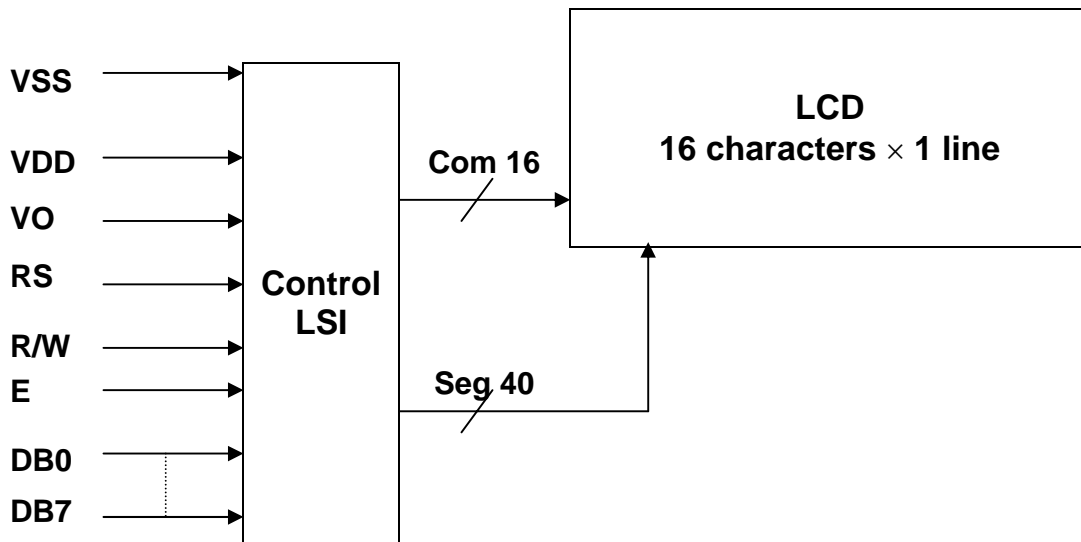 VSS
VDD
VO
RS
R/W
E
DB0
DB7
Control
LSI
Com 16
Seg 40
LCD
16 characters × 1 line